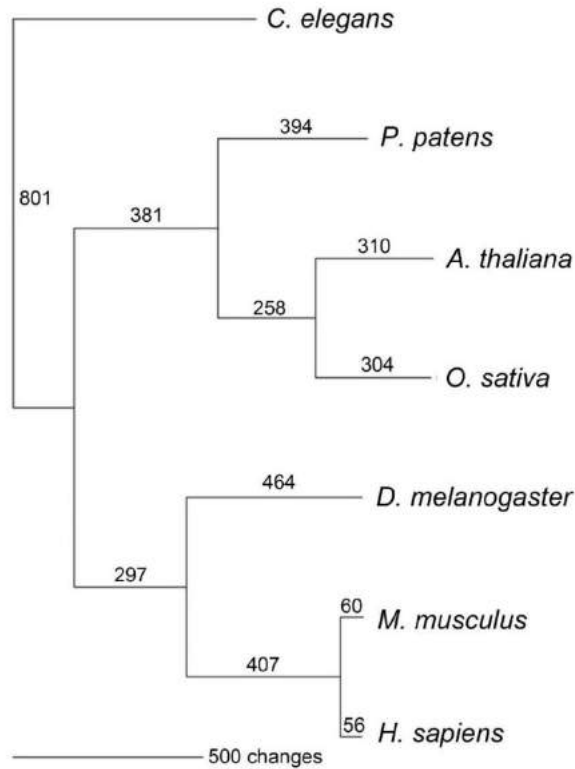 C. elegans
394
P. patens
801
381
310
A. thaliana
258
304
O. sativa
464
D. melanogaster
297
60
M. musculus
407
56
H. sapiens
500 changes